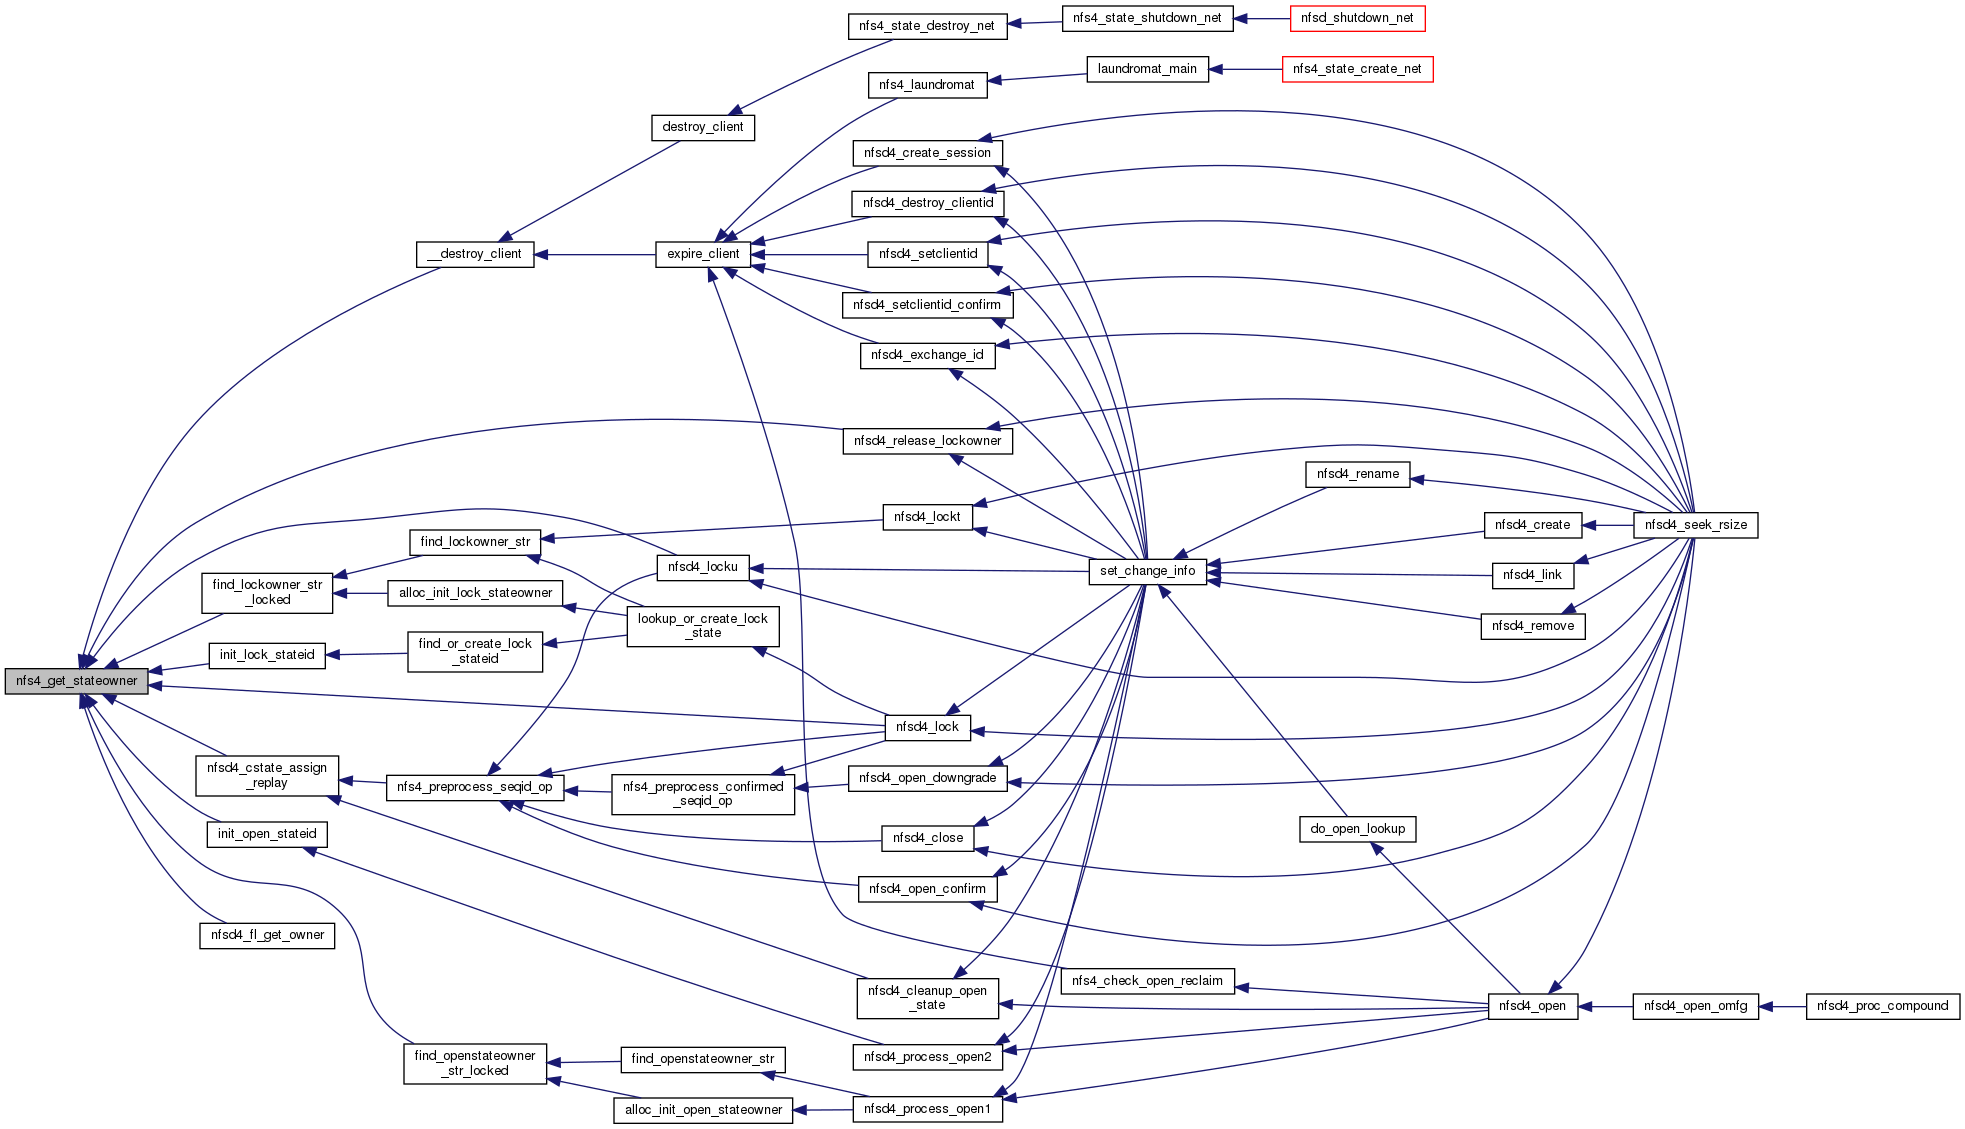 nfs4_state_destroy_net
nfs4_state_shutdown_net
nfsd_shutdown_net
nfs4_laundromat
laundromat_main
nfs4_state_create_net
destroy_client
nfsd4_create_session
nfsd4_destroy_clientid
__destroy_client
expire_client
nfsd4_setclientid
nfsd4_setclientid_confirm
nfsd4_exchange_id
nfsd4_release_lockowner
nfsd4_rename
nfsd4_lockt
nfsd4_create
nfsd4_seek_rsize
find_lockowner_str
nfsd4_locku
set_change_info
nfsd4_link
find_lockowner_str
_locked
alloc_init_lock_stateowner
lookup_or_create_lock
_state
nfsd4_remove
init_lock_stateid
find_or_create_lock
_stateid
nfs4_get_stateowner
nfsd4_lock
nfsd4_cstate_assign
_replay
nfs4_preprocess_seqid_op
nfs4_preprocess_confirmed
_seqid_op
nfsd4_open_downgrade
init_open_stateid
nfsd4_close
do_open_lookup
nfsd4_open_confirm
nfsd4_fl_get_owner
nfsd4_cleanup_open
_state
nfs4_check_open_reclaim
nfsd4_open
nfsd4_open_omfg
nfsd4_proc_compound
find_openstateowner
_str_locked
find_openstateowner_str
nfsd4_process_open2
alloc_init_open_stateowner
nfsd4_process_open1